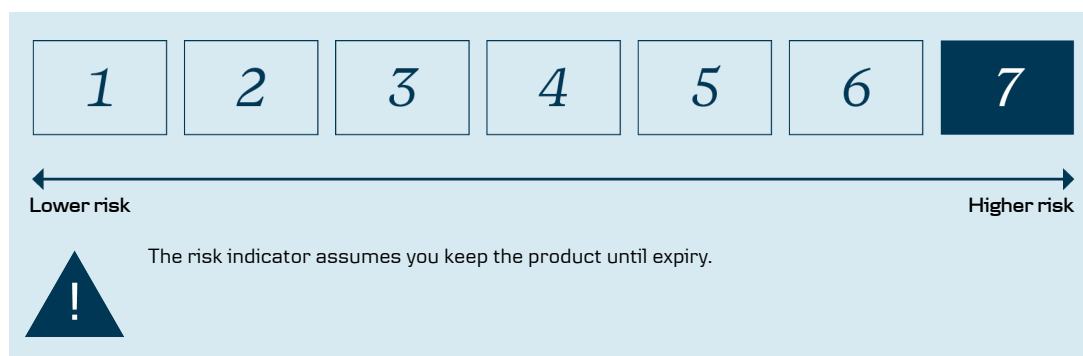 1 2 3 4 5 6 7
Lower risk Higher risk
The risk indicator assumes you keep the product until expiry.
!